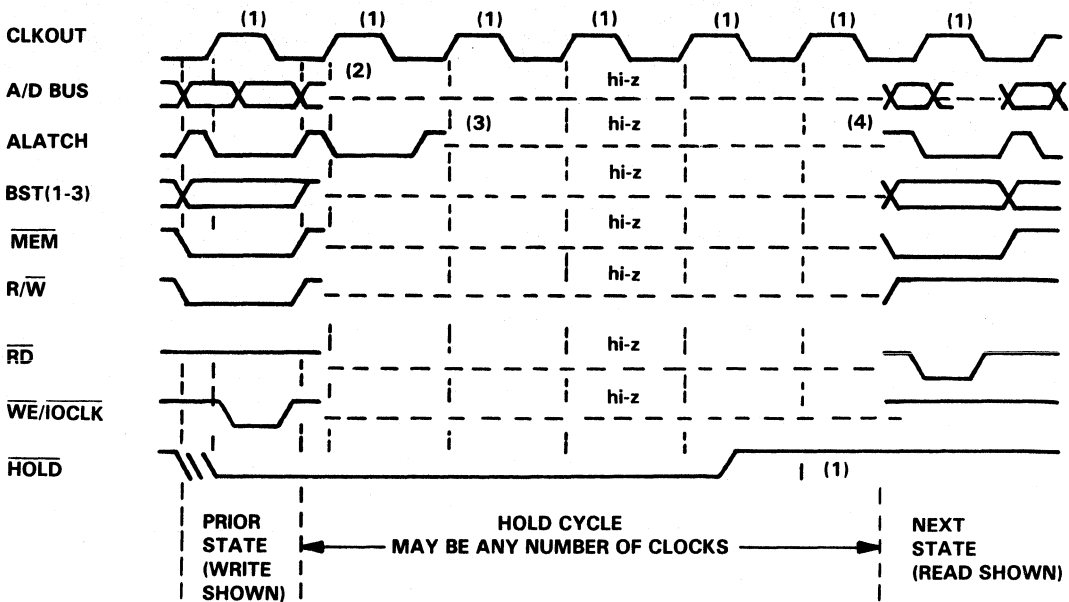 (1) (1) (1) (1) (1) (1) (1)
CLKOUT
(2)
A/D BUS hi-z
(3) hi-z (4)
ALATCH
hi-z
BST(1-3)
hi-z
MEM
hi-z
R/W
hi-z
RD
hi-z
WE/IOCLK
HOLD (1)
PRIOR
STATE
(WRITE
SHOWN)
HOLD CYCLE
MAY BE ANY NUMBER OF CLOCKS
NEXT
STATE
(READ SHOWN)